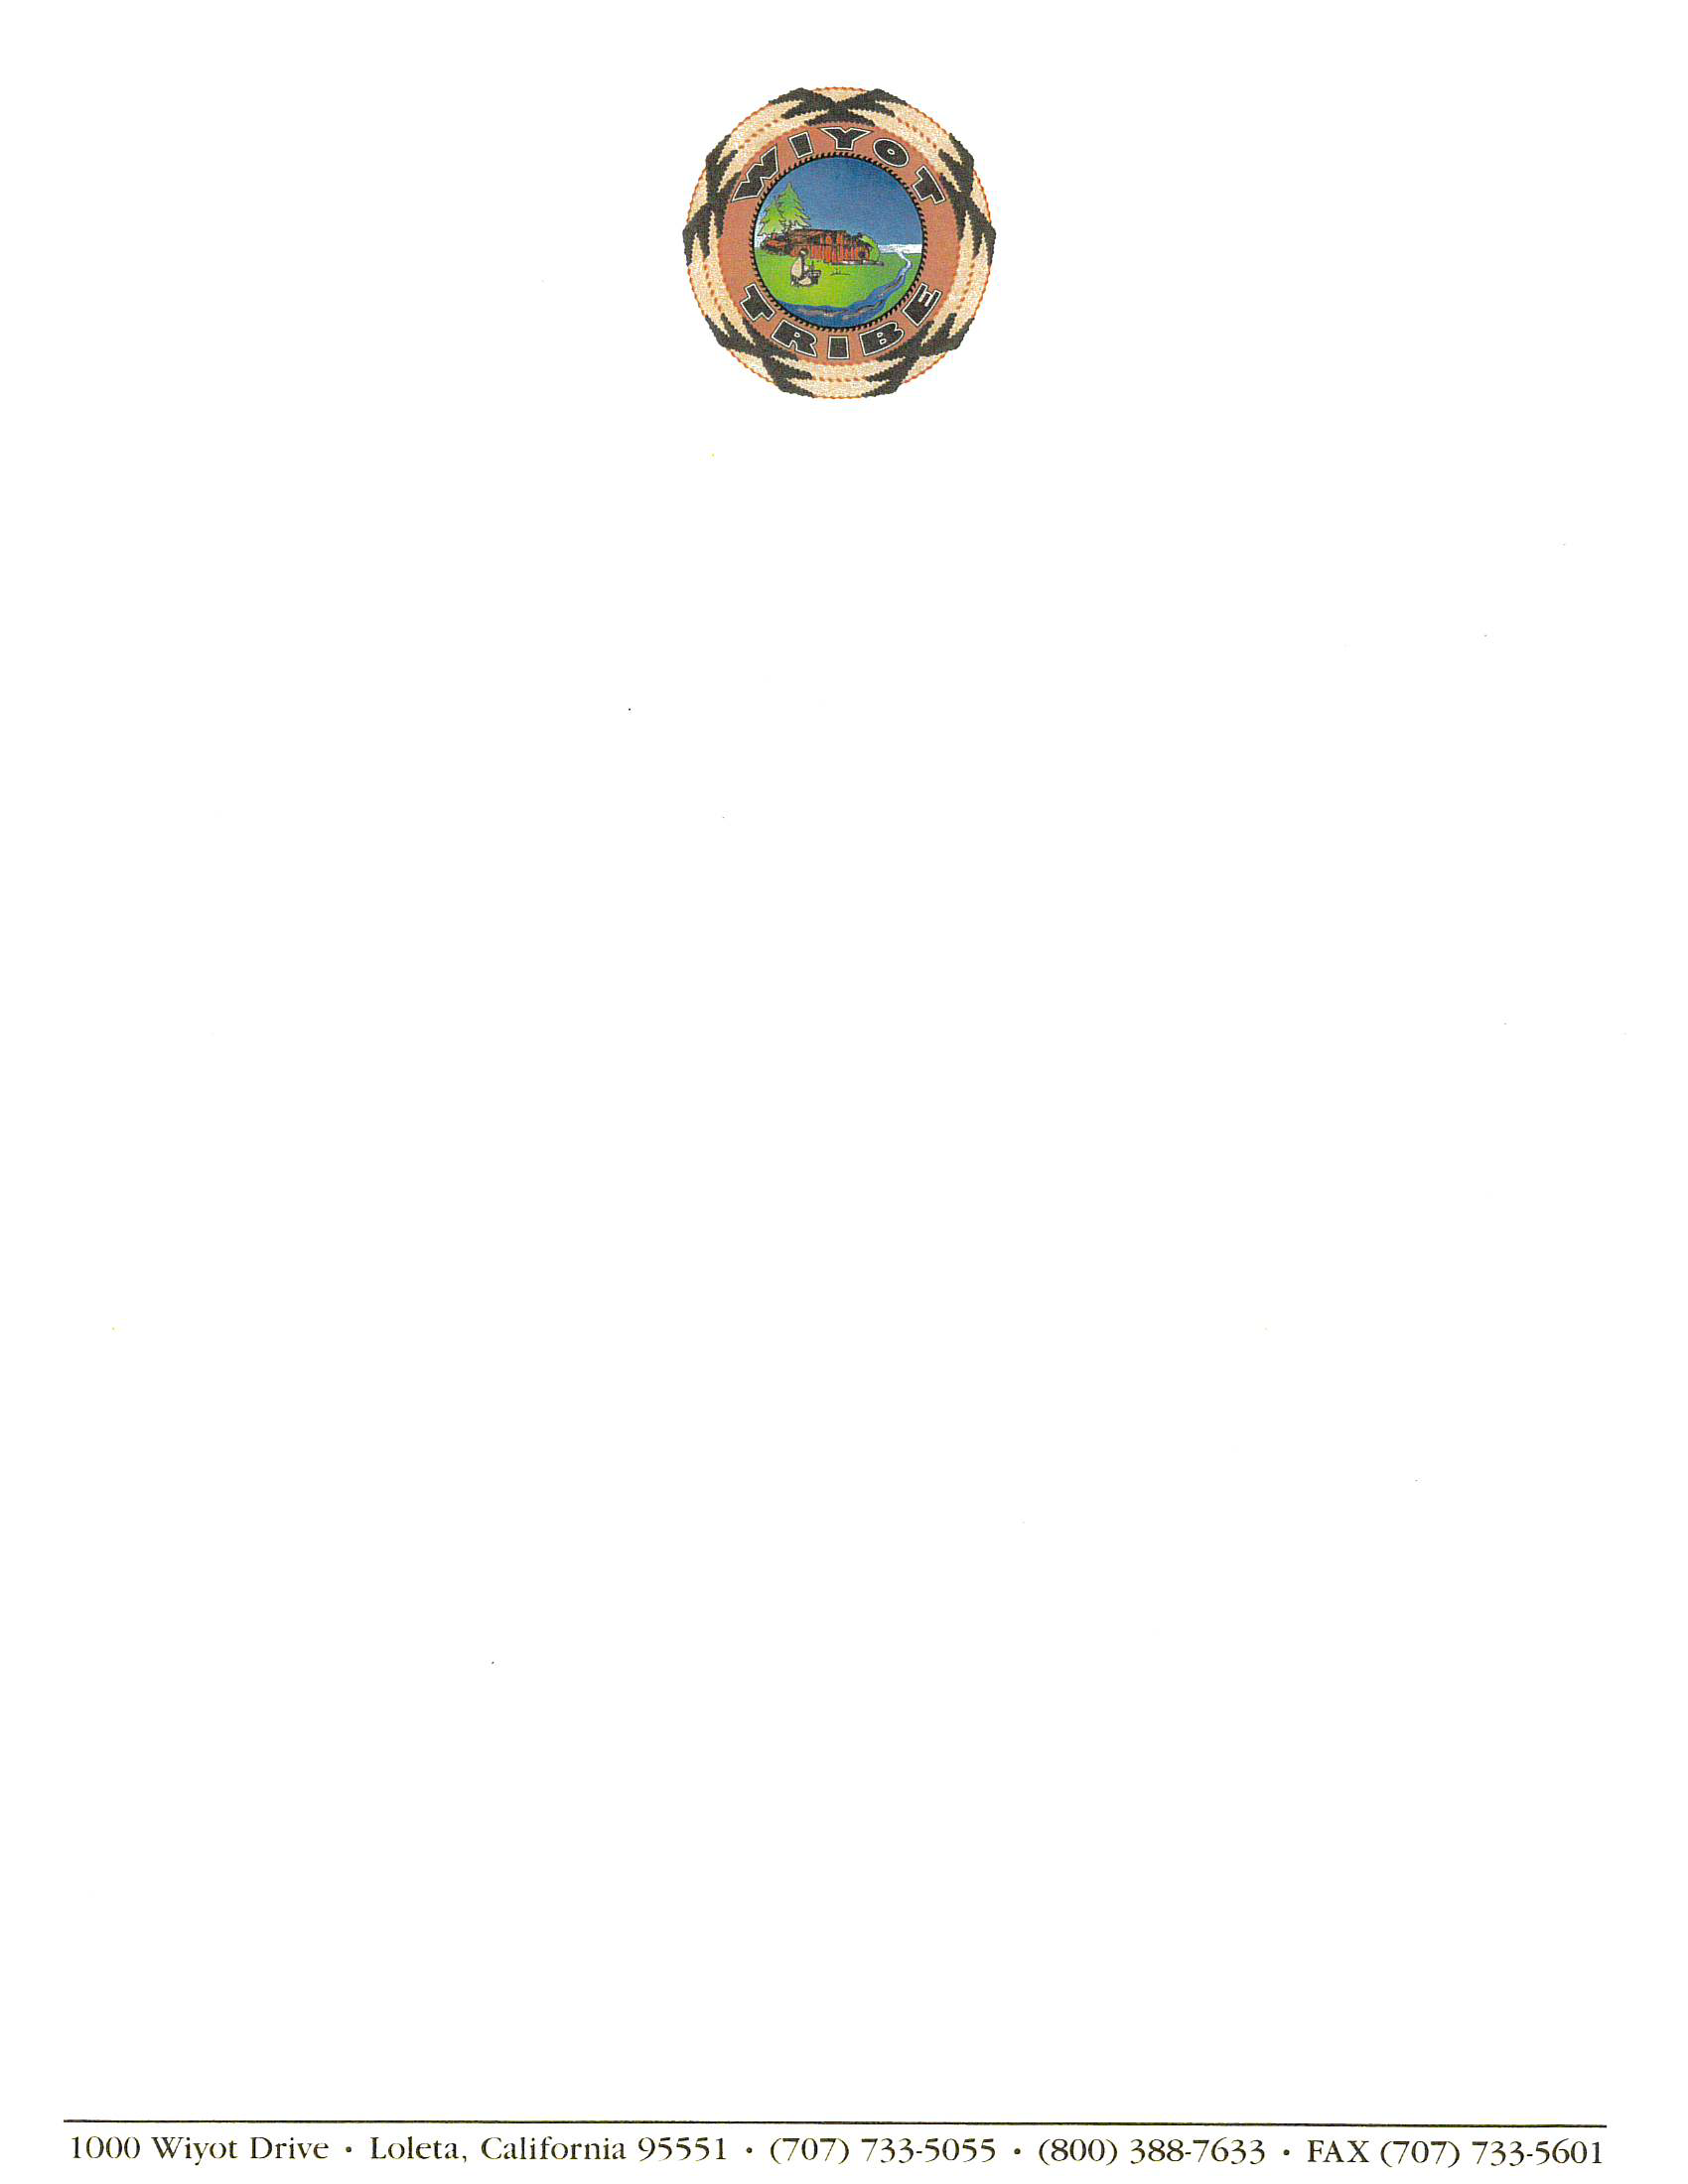 WIYOT
TRIBE
1000 Wiyot Drive • Loleta, California 95551 • (707) 733-5055 • (800) 388-7633 • FAX (707) 733-5601